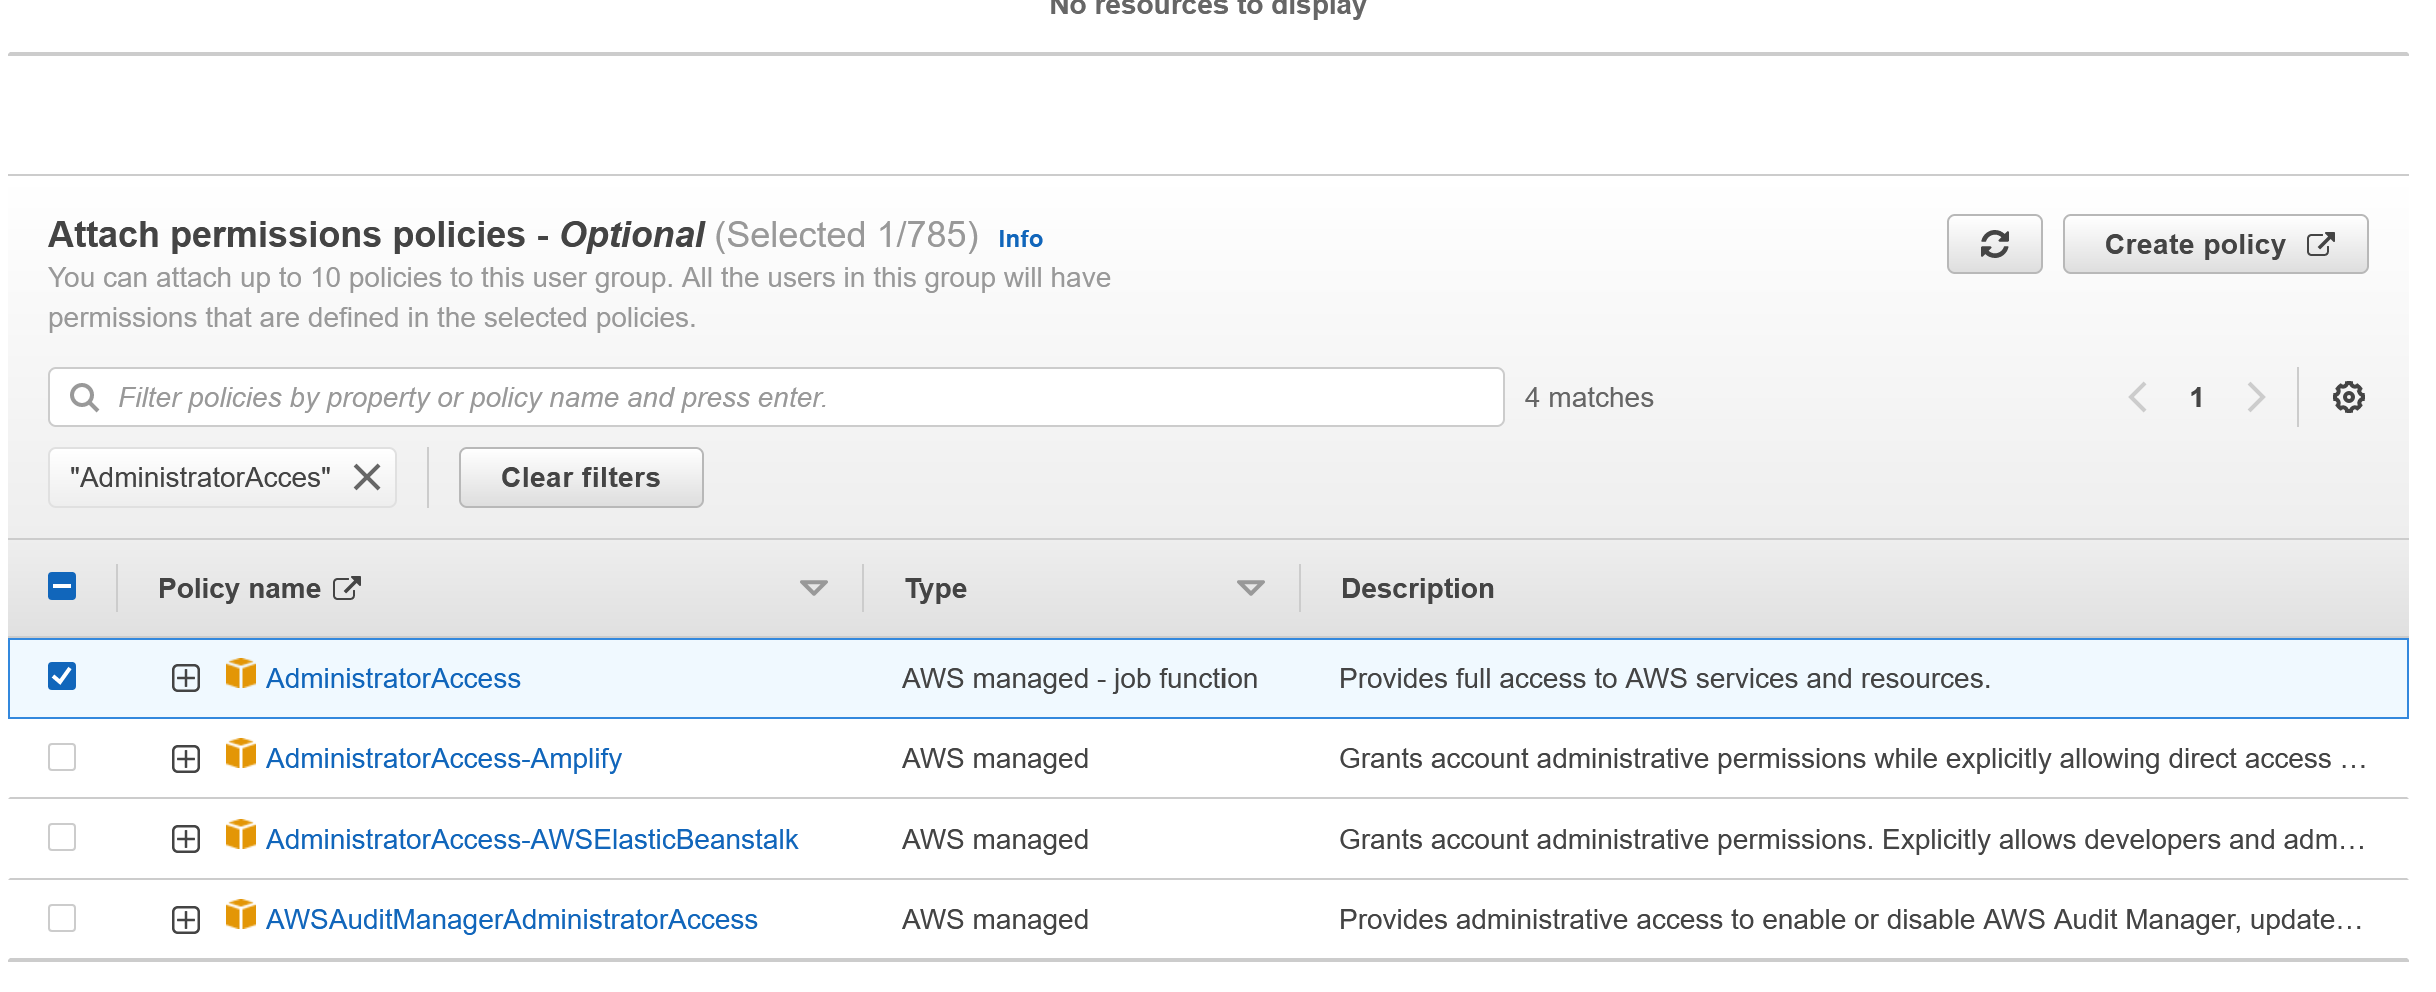 No resources to display
Attach permissions policies - Optional (Selected 1/785) Info
You can attach up to 10 policies to this user group. All the users in this group will have
permissions that are defined in the selected policies.
Create policy
Filter policies by property or policy name and press enter.
4 matches
1
"AdministratorAcces"
Clear filters
Policy name Type Description
AdministratorAccess AWS managed - job function Provides full access to AWS services and resources.
AdministratorAccess-Amplify AWS managed Grants account administrative permissions while explicitly allowing direct access …
AdministratorAccess-AWSElasticBeanstalk AWS managed Grants account administrative permissions. Explicitly allows developers and adm…
AWSAuditManagerAdministratorAccess AWS managed Provides administrative access to enable or disable AWS Audit Manager, update…